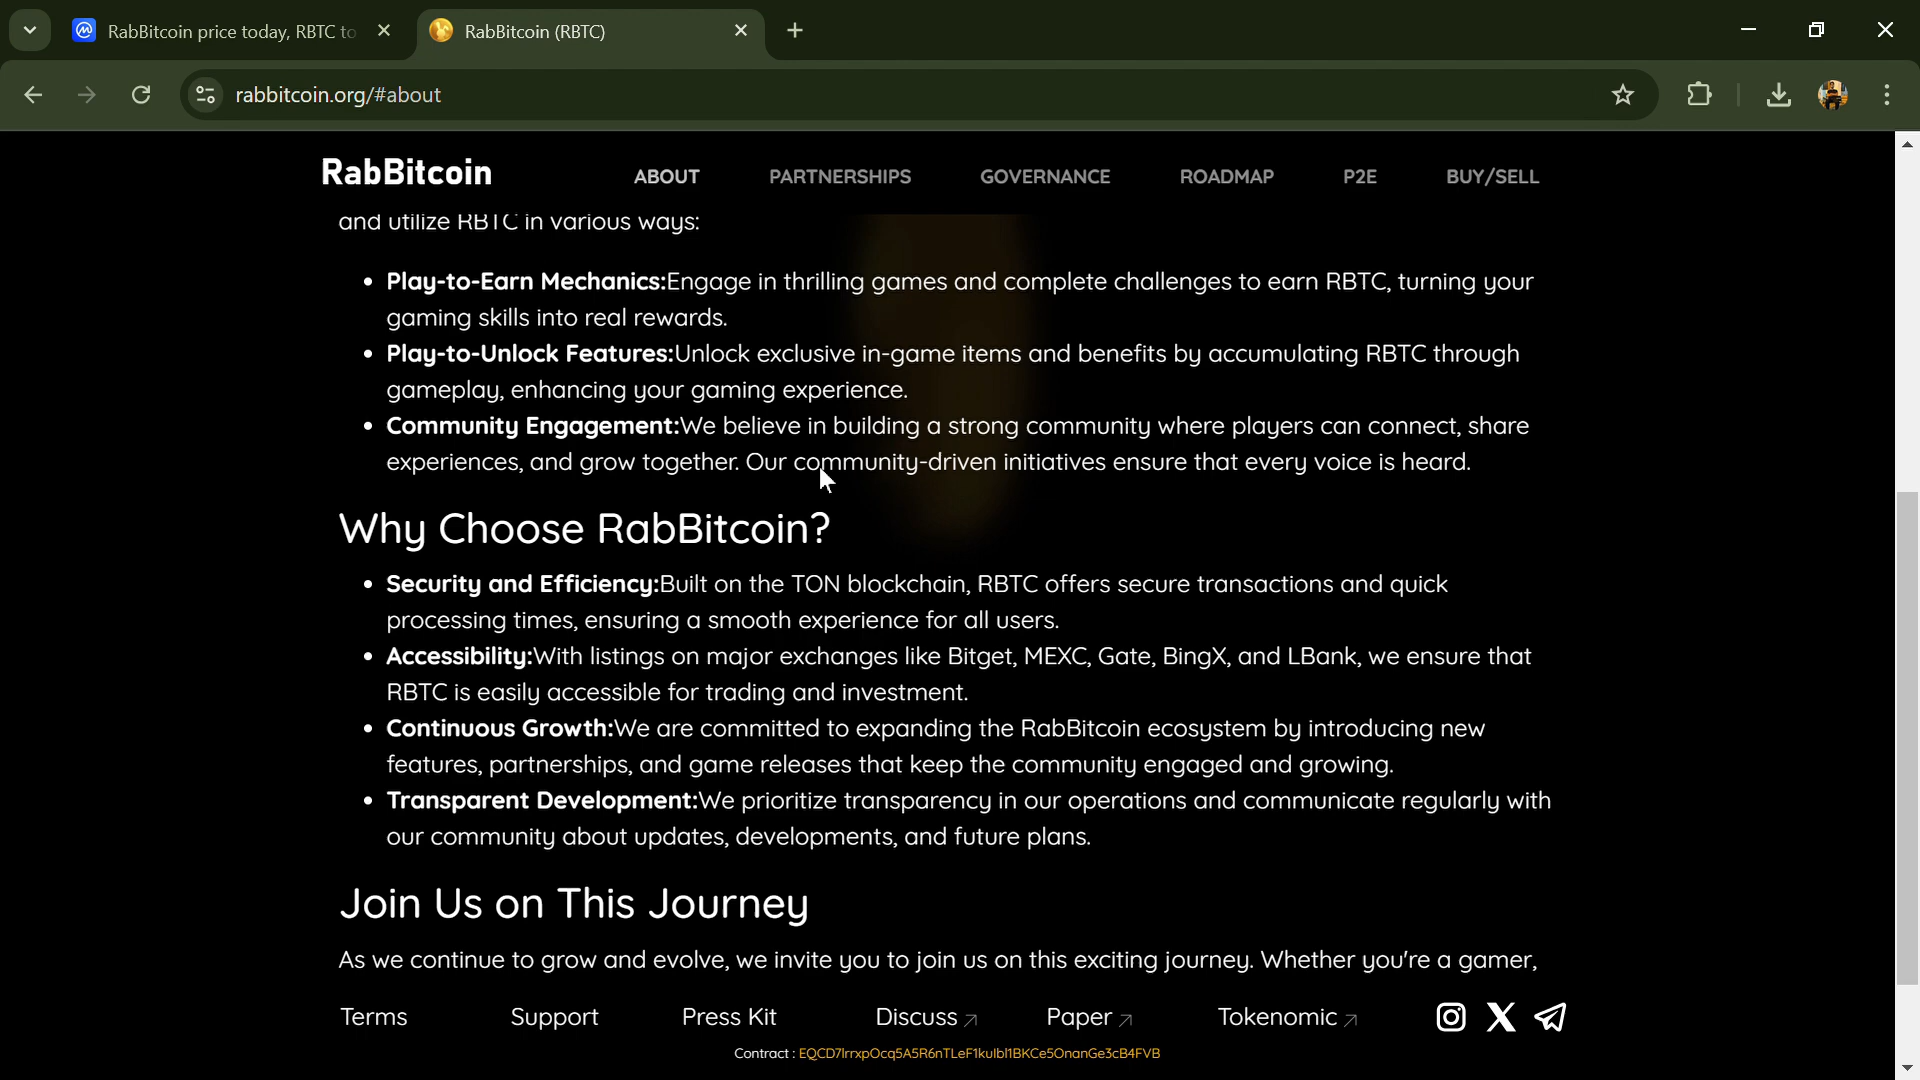 RabBitcoin price today, RBTC to
RabBitcoin (RBTC)
rabbitcoin.org/#about
RabBitcoin
ABOUT
PARTNERSHIPS
GOVERNANCE
ROADMAP
P2E
BUY/SELL
and utilize RBTC in various ways:
• Play-to-Earn Mechanics:Engage in thrilling games and complete challenges to earn RBTC, turning your
gaming skills into real rewards.
• Play-to-Unlock Features:Unlock exclusive in-game items and benefits by accumulating RBTC through
gameplay, enhancing your gaming experience.
• Community Engagement:We believe in building a strong community where players can connect, share
experiences, and grow together. Our community-driven initiatives ensure that every voice is heard.
Why Choose RabBitcoin?
• Security and Efficiency:Built on the TON blockchain, RBTC offers secure transactions and quick
processing times, ensuring a smooth experience for all users.
• Accessibility:With listings on major exchanges like Bitget, MEXC, Gate, BingX, and LBank, we ensure that
RBTC is easily accessible for trading and investment.
• Continuous Growth:We are committed to expanding the RabBitcoin ecosystem by introducing new
features, partnerships, and game releases that keep the community engaged and growing.
• Transparent Development:We prioritize transparency in our operations and communicate regularly with
our community about updates, developments, and future plans.
Join Us on This Journey
As we continue to grow and evolve, we invite you to join us on this exciting journey. Whether you're a gamer,
Terms
Support
Press Kit
Discuss
Paper
Tokenomic
Contract :